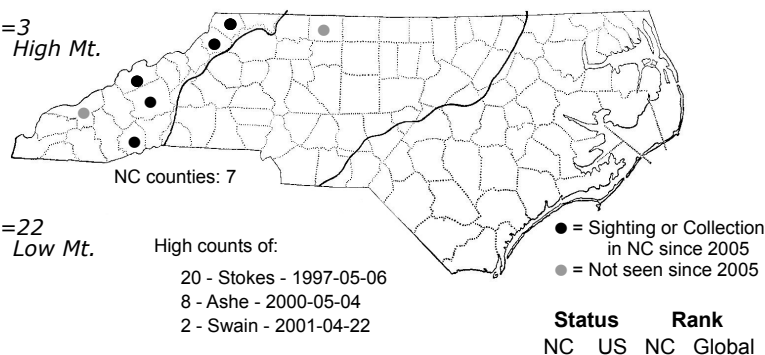 =3
High Mt.
NC counties: 7
=22
Low Mt.
High counts of:
20 - Stokes - 1997-05-06
8 - Ashe - 2000-05-04
2 - Swain - 2001-04-22
● = Sighting or Collection
in NC since 2005
● = Not seen since 2005
Status Rank
NC US NC Global